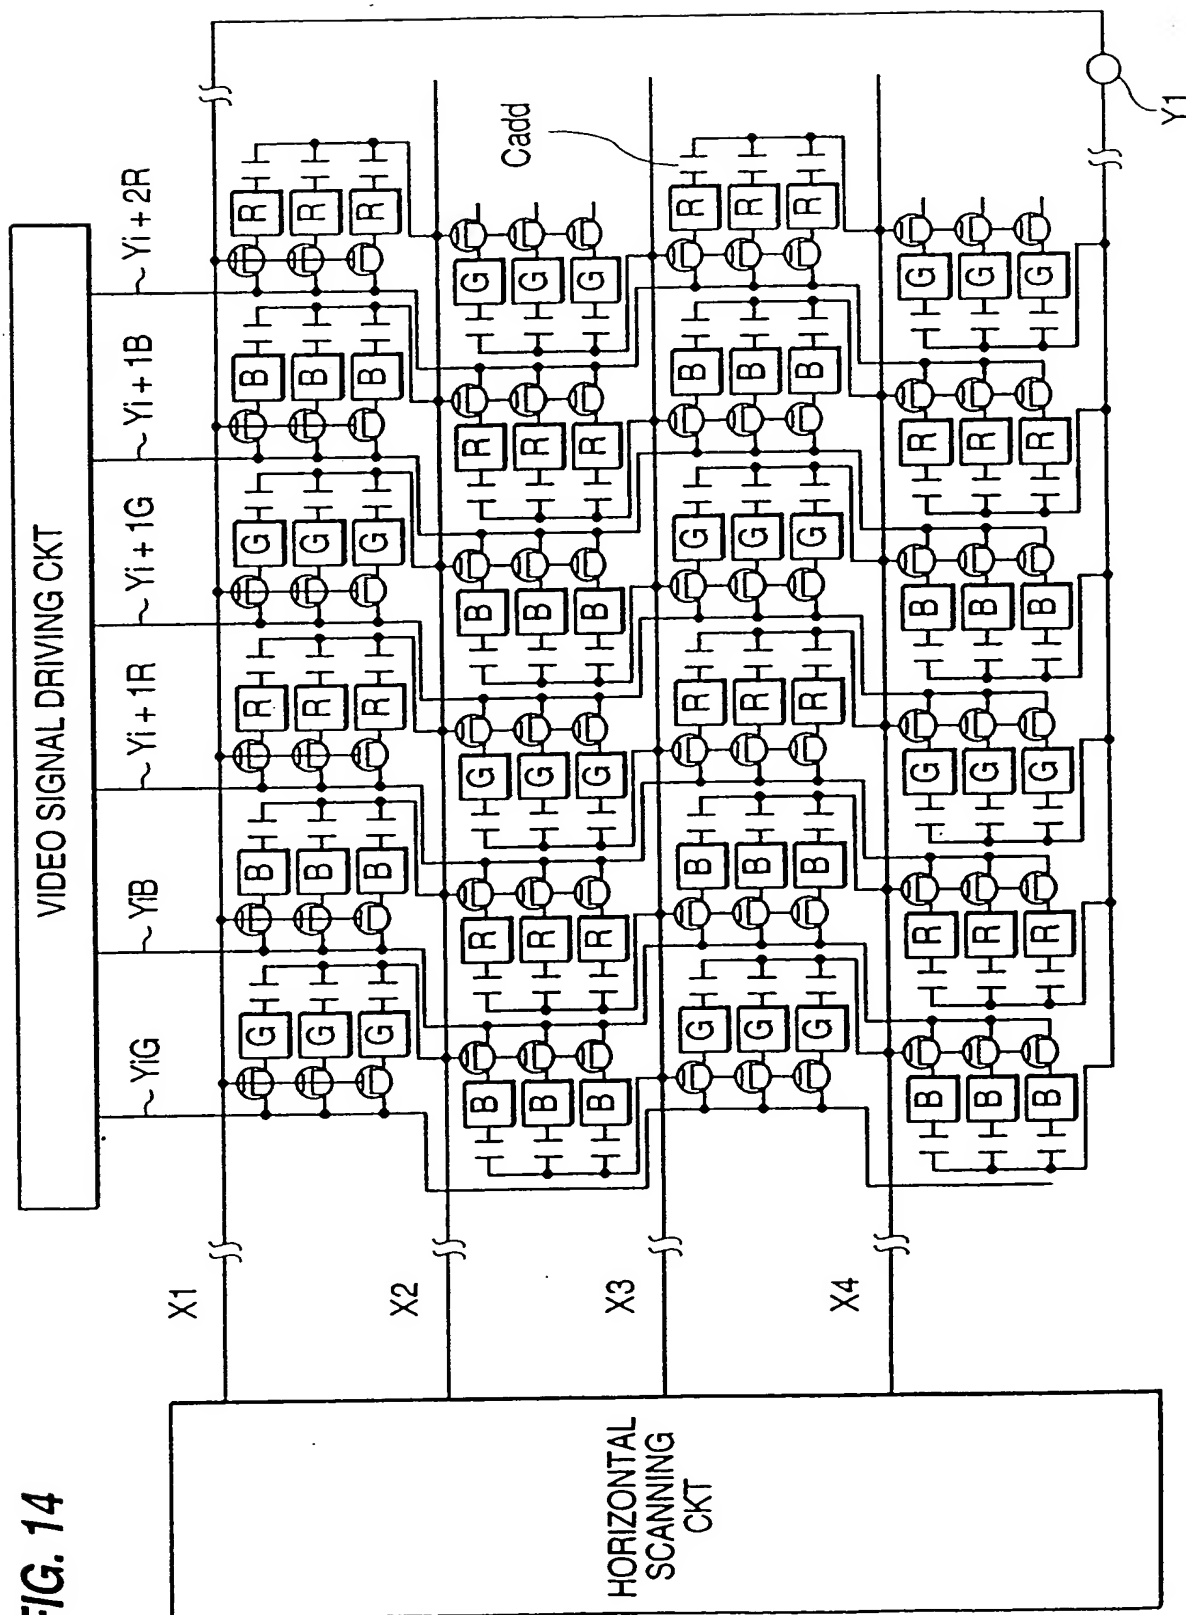 FIG. 14
VIDEO SIGNAL DRIVING CKT
YiG YiB Yi + 1R Yi + 1G Yi + 1B Yi + 2R
X1
G B R G B R
G B R G B R
G B R G B R
X2
B R G B R G
B R G B R G
B R G B R G
Cadd
X3
G B R G B R
G B R G B R
G B R G B R
X4
B R G B R G
B R G B R G
B R G B R G
Y1
HORIZONTAL
SCANNING
CKT